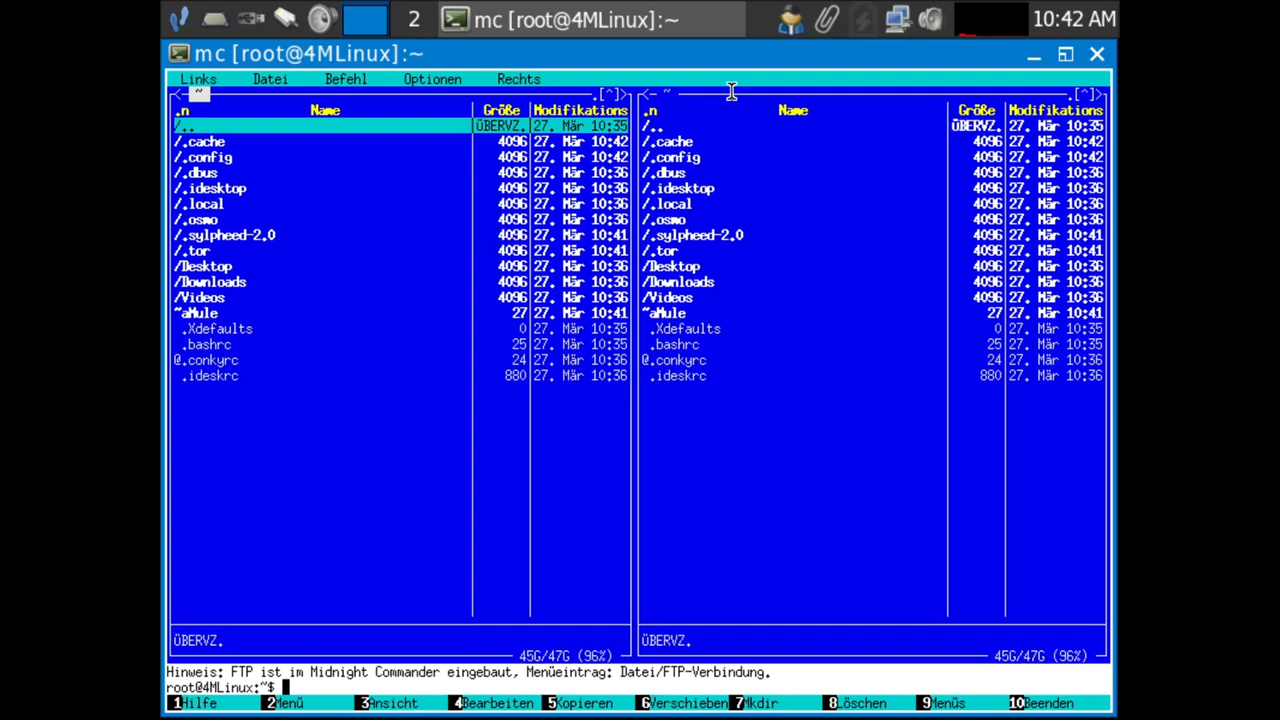 2 mc [root@4MLinux]:~ 10:42 AM
mc [root@4MLinux]:~
Links Datei Befehl Optionen Rechts
<- ~ .[^]> <- ~ .[^]>
.n Name Größe Modifikations .n Name Größe Modifikations
/.. ÜBERVZ. 27. Mär 10:35 /.. ÜBERVZ. 27. Mär 10:35
/.cache 4096 27. Mär 10:42 /.cache 4096 27. Mär 10:42
/.config 4096 27. Mär 10:42 /.config 4096 27. Mär 10:42
/.dbus 4096 27. Mär 10:36 /.dbus 4096 27. Mär 10:36
/.idesktop 4096 27. Mär 10:36 /.idesktop 4096 27. Mär 10:36
/.local 4096 27. Mär 10:36 /.local 4096 27. Mär 10:36
/.osmo 4096 27. Mär 10:36 /.osmo 4096 27. Mär 10:36
/.sylpheed-2.0 4096 27. Mär 10:41 /.sylpheed-2.0 4096 27. Mär 10:41
/.tor 4096 27. Mär 10:41 /.tor 4096 27. Mär 10:41
/Desktop 4096 27. Mär 10:36 /Desktop 4096 27. Mär 10:36
/Downloads 4096 27. Mär 10:36 /Downloads 4096 27. Mär 10:36
/Videos 4096 27. Mär 10:36 /Videos 4096 27. Mär 10:36
~aMule 27 27. Mär 10:41 ~aMule 27 27. Mär 10:41
.Xdefaults 0 27. Mär 10:35 .Xdefaults 0 27. Mär 10:35
.bashrc 25 27. Mär 10:35 .bashrc 25 27. Mär 10:35
@.conkyrc 24 27. Mär 10:36 @.conkyrc 24 27. Mär 10:36
.ideskrc 880 27. Mär 10:36 .ideskrc 880 27. Mär 10:36
ÜBERVZ. ÜBERVZ.
45G/47G (96%) 45G/47G (96%)
Hinweis: FTP ist im Midnight Commander eingebaut, Menüeintrag: Datei/FTP-Verbindung.
root@4MLinux:~$
1Hilfe 2Menü 3Ansicht 4Bearbeiten 5Kopieren 6Verschieben 7Mkdir 8Löschen 9Menüs 10Beenden